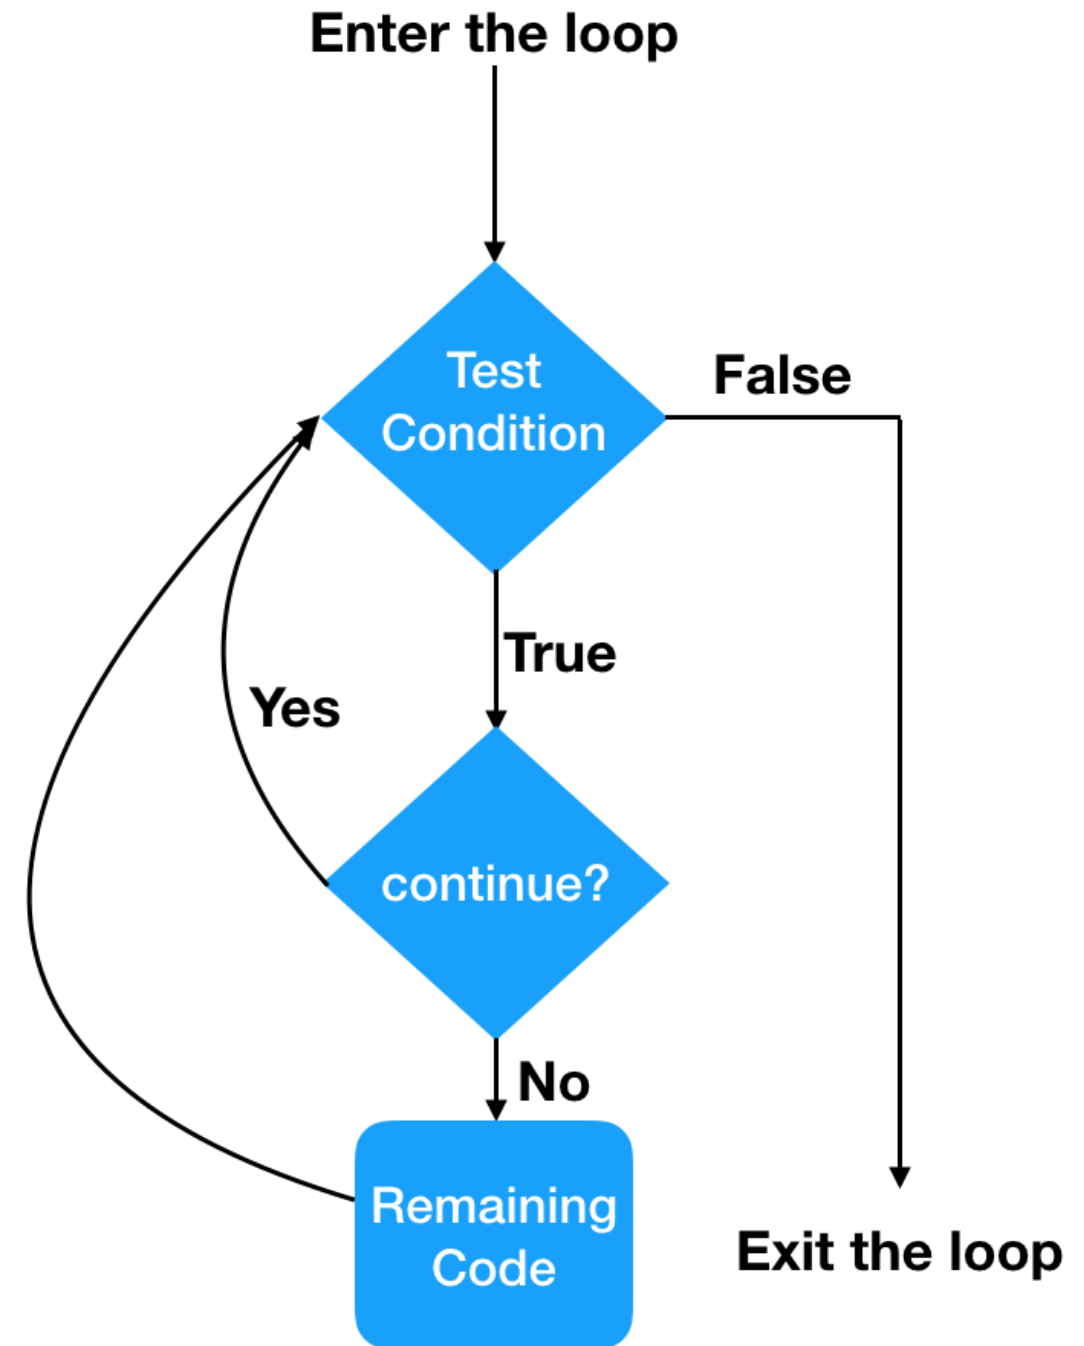 Enter the loop
Test
Condition
False
True
Yes
continue?
No
Remaining
Code
Exit the loop